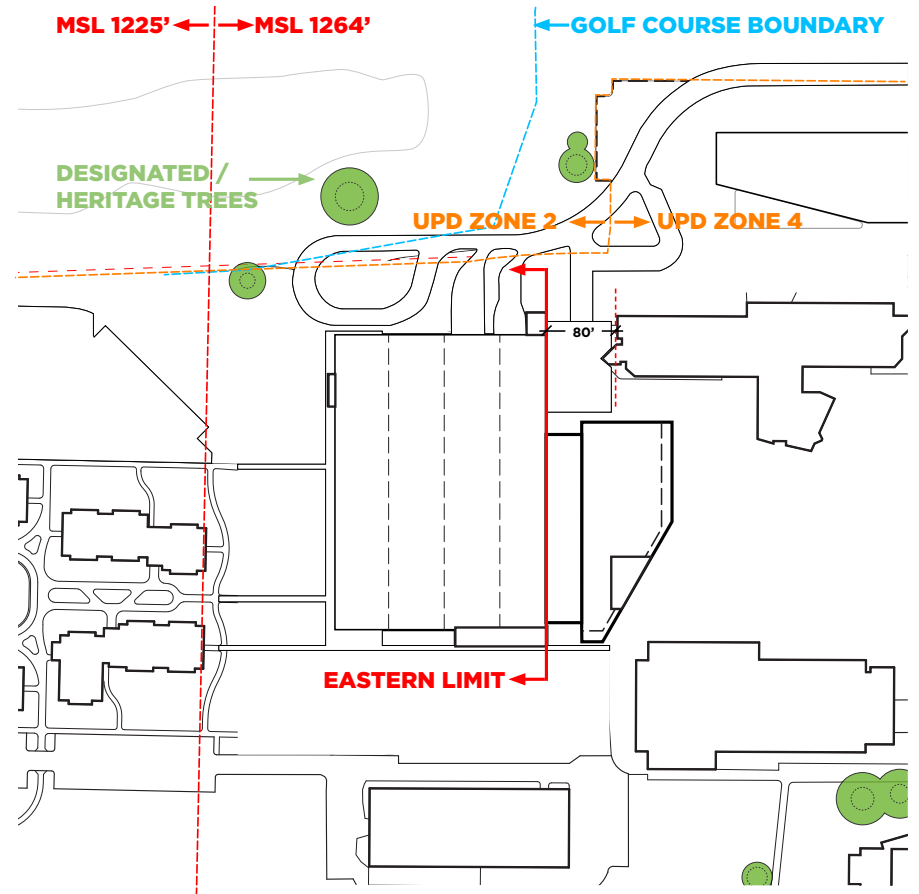 MSL 1225’
MSL 1264’
GOLF COURSE BOUNDARY
DESIGNATED /
HERITAGE TREES
UPD ZONE 2
UPD ZONE 4
80’
EASTERN LIMIT